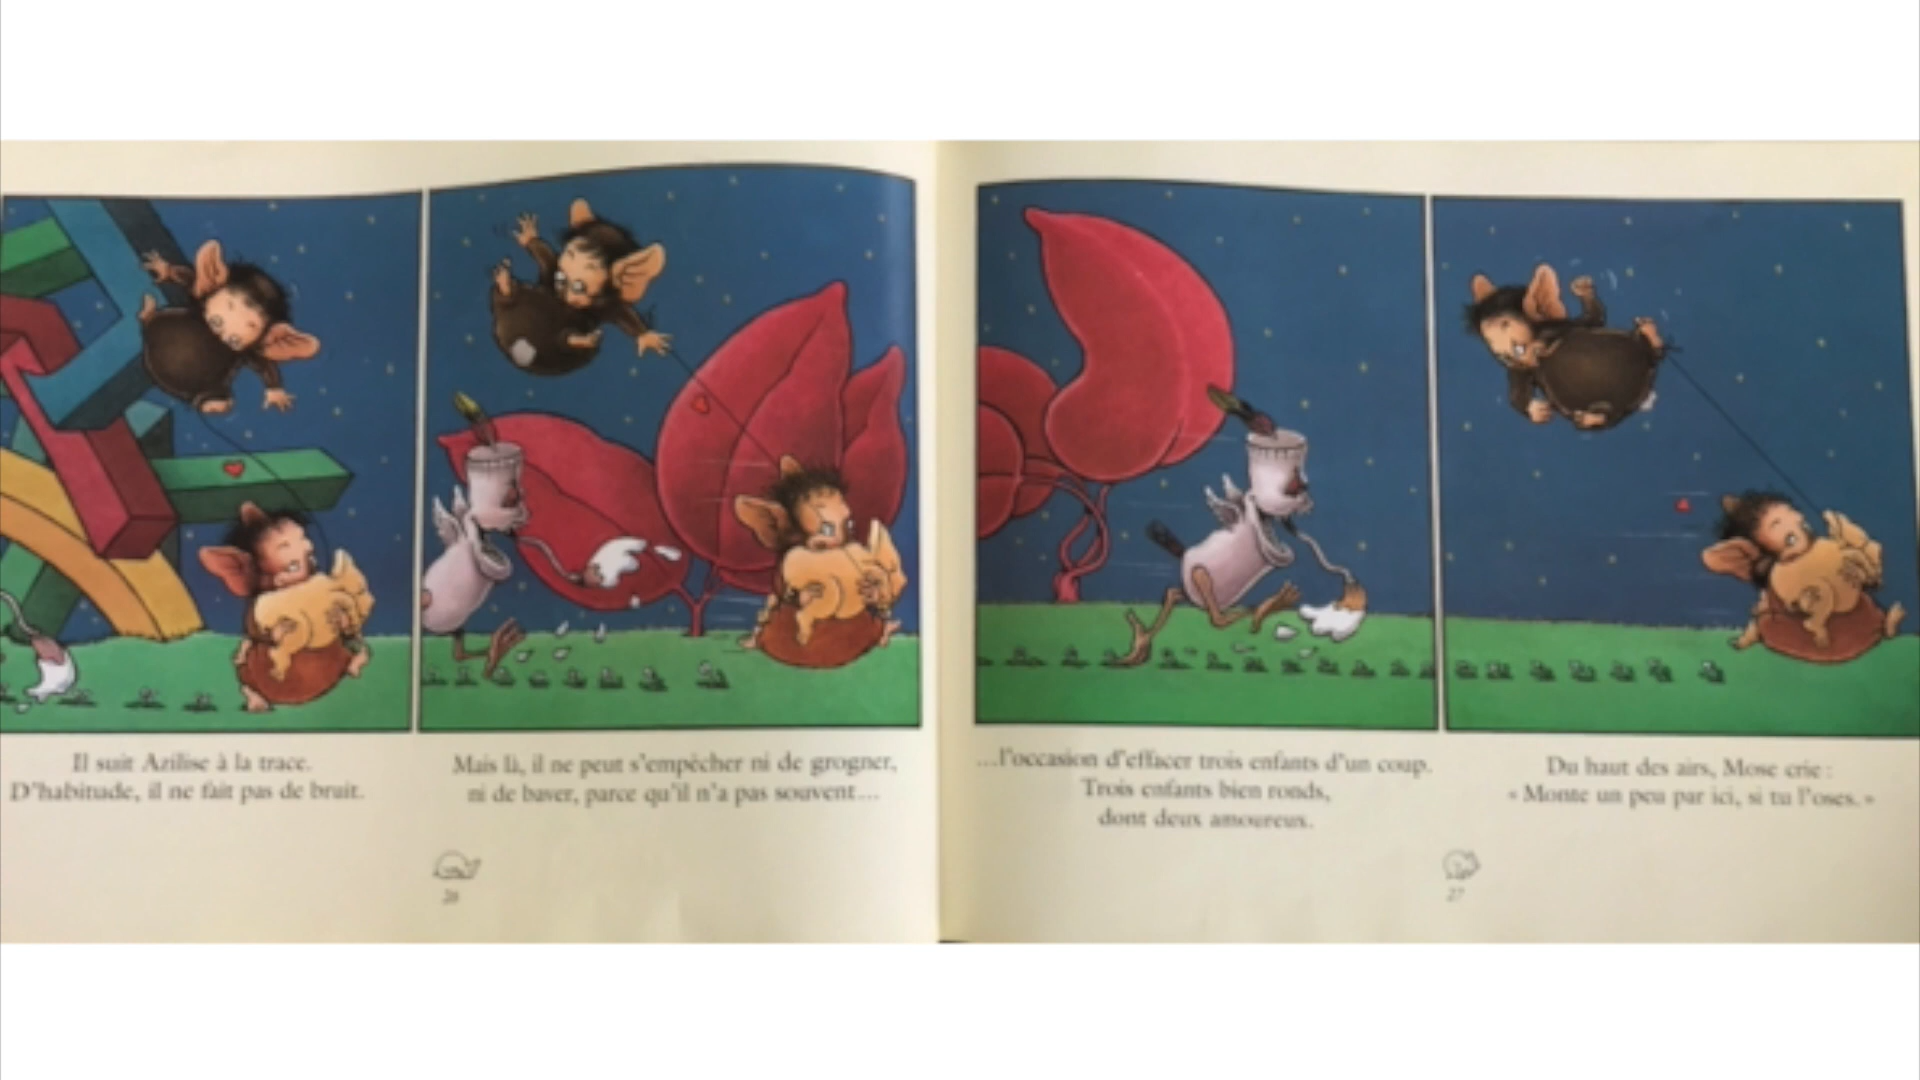 Il suit Azilise à la trace.
D'habitude, il ne fait pas de bruit.
Mais là, il ne peut s'empêcher ni de grogner,
ni de baver, parce qu'il n'a pas souvent...
26
...l'occasion d'effacer trois enfants d'un coup.
Trois enfants bien ronds,
dont deux amoureux.
Du haut des airs, Mose crie :
« Monte un peu par ici, si tu l'oses. »
27